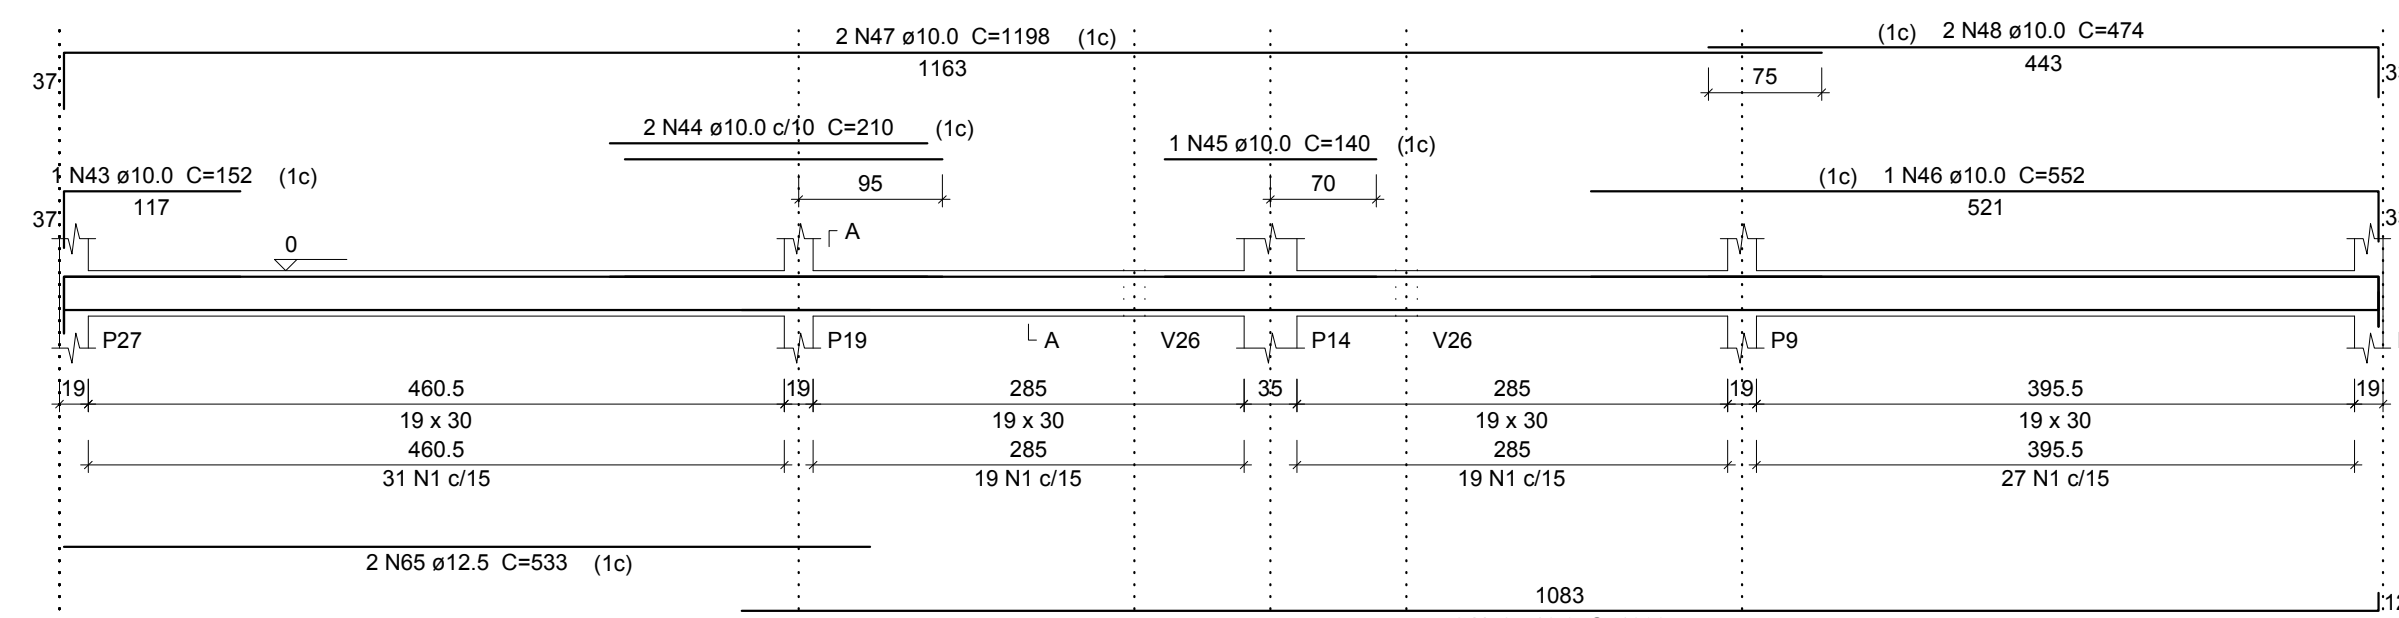 2 N47 ø10.0 C=1198 (1c)
(1c) 2 N48 ø10.0 C=474
1163
443
37
75
2 N44 ø10.0 c/10 C=210 (1c)
1 N45 ø10.0 C=140 (1c)
1 N43 ø10.0 C=152 (1c)
95
70
(1c) 1 N46 ø10.0 C=552
117
521
37
0
A
P27
P19
A
V26
P14
V26
P9
19 460.5 19 285 35 285 19 395.5 19
19 x 30 19 x 30 19 x 30 19 x 30
460.5 285 285 395.5
31 N1 c/15 19 N1 c/15 19 N1 c/15 27 N1 c/15
2 N65 ø12.5 C=533 (1c)
1083